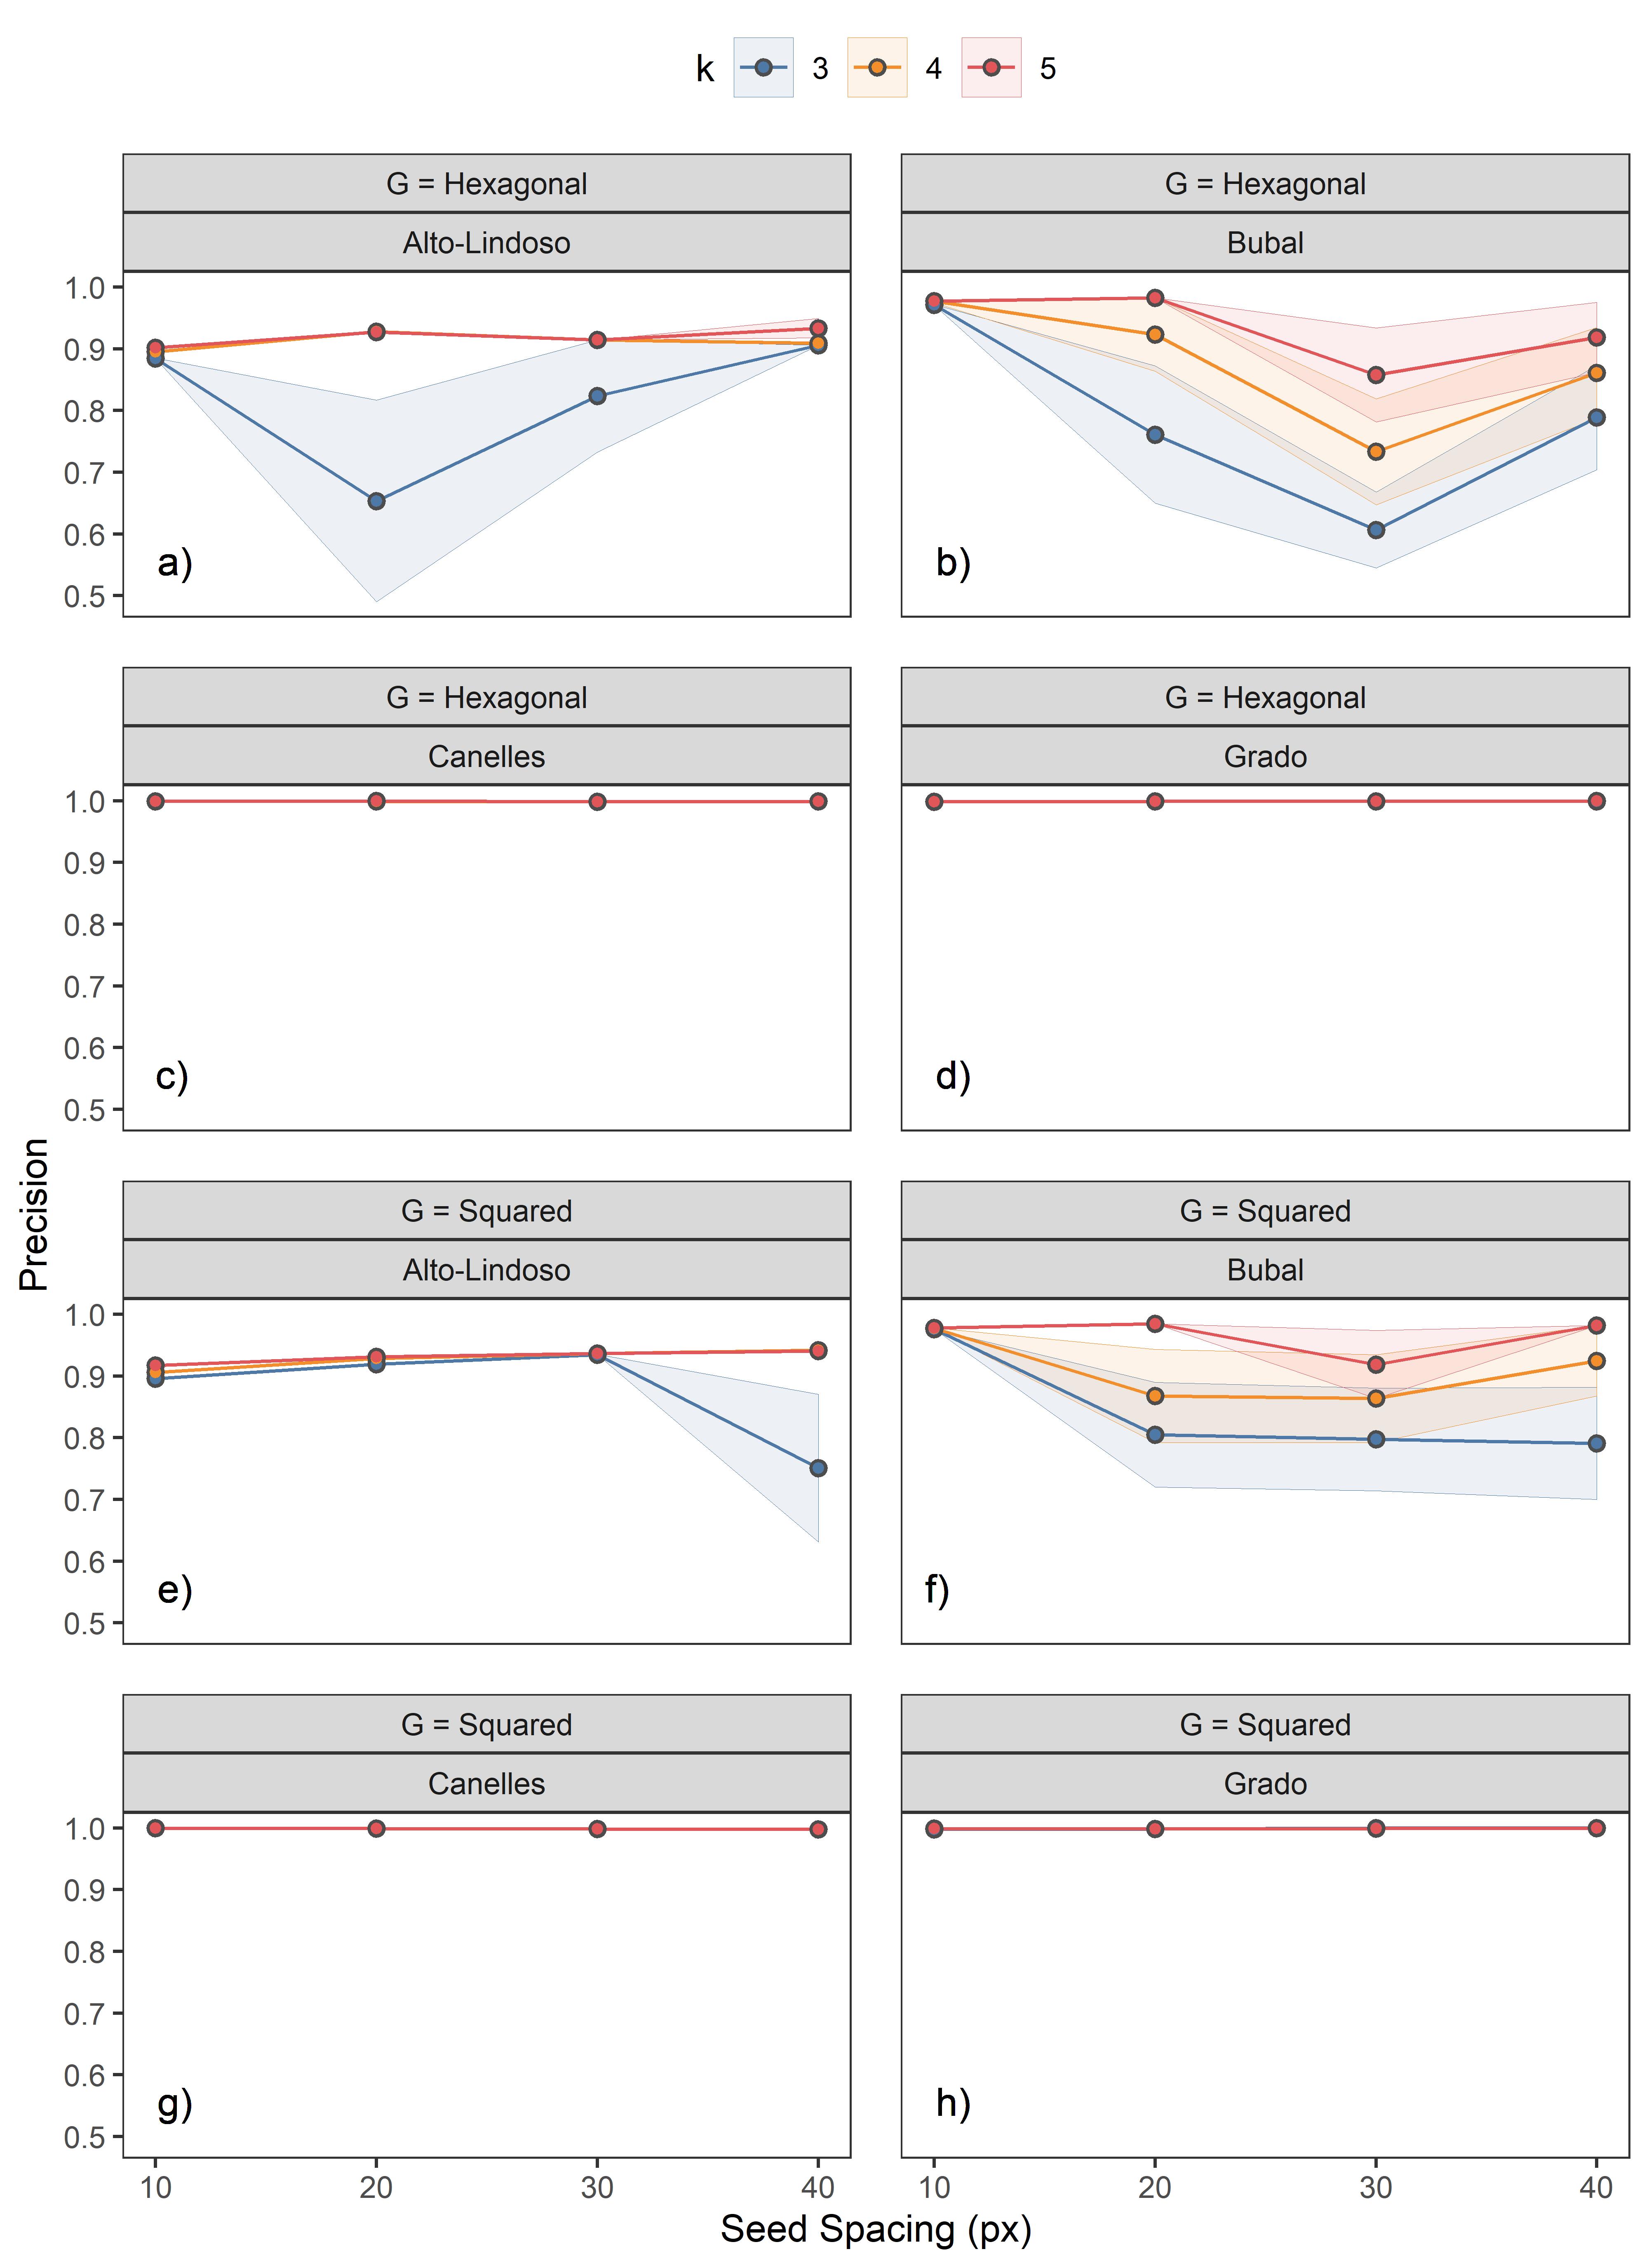 k 3 4 5
G = Hexagonal G = Hexagonal
Alto-Lindoso Bubal
1.0
0.9
0.8
0.7
0.6
0.5
a) b)
G = Hexagonal G = Hexagonal
Canelles Grado
1.0
0.9
0.8
0.7
0.6
0.5
c) d)
Precision
G = Squared G = Squared
Alto-Lindoso Bubal
1.0
0.9
0.8
0.7
0.6
0.5
e) f)
G = Squared G = Squared
Canelles Grado
1.0
0.9
0.8
0.7
0.6
0.5
g) h)
10 20 30 40 10 20 30 40
Seed Spacing (px)